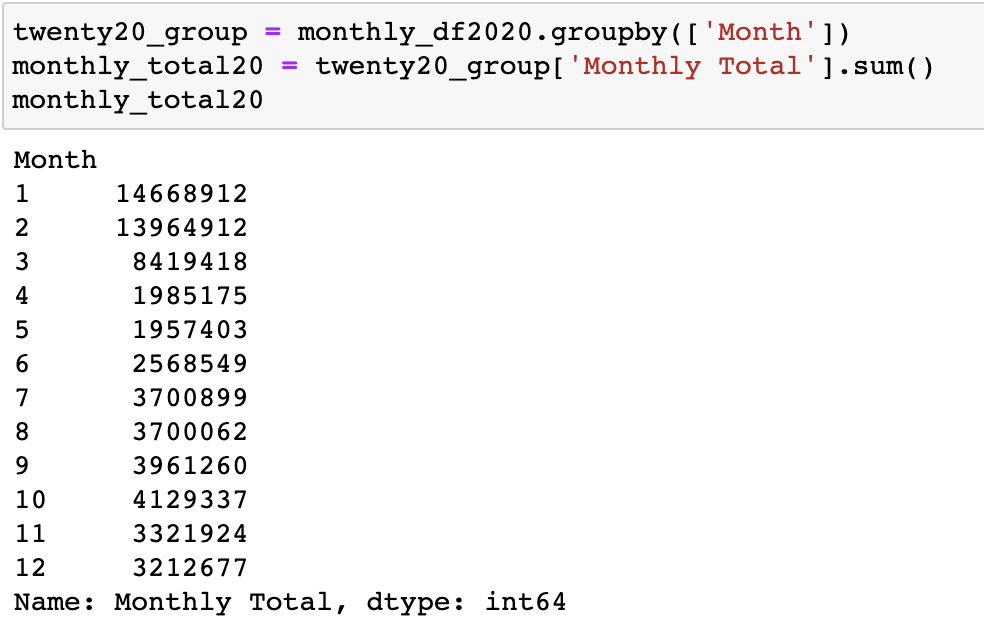 twenty20_group = monthly_df2020.groupby(['Month'])
monthly_total20 = twenty20_group['Monthly Total'].sum()
monthly_total20
Month
1     14668912
2     13964912
3      8419418
4      1985175
5      1957403
6      2568549
7      3700899
8      3700062
9      3961260
10     4129337
11     3321924
12     3212677
Name: Monthly Total, dtype: int64